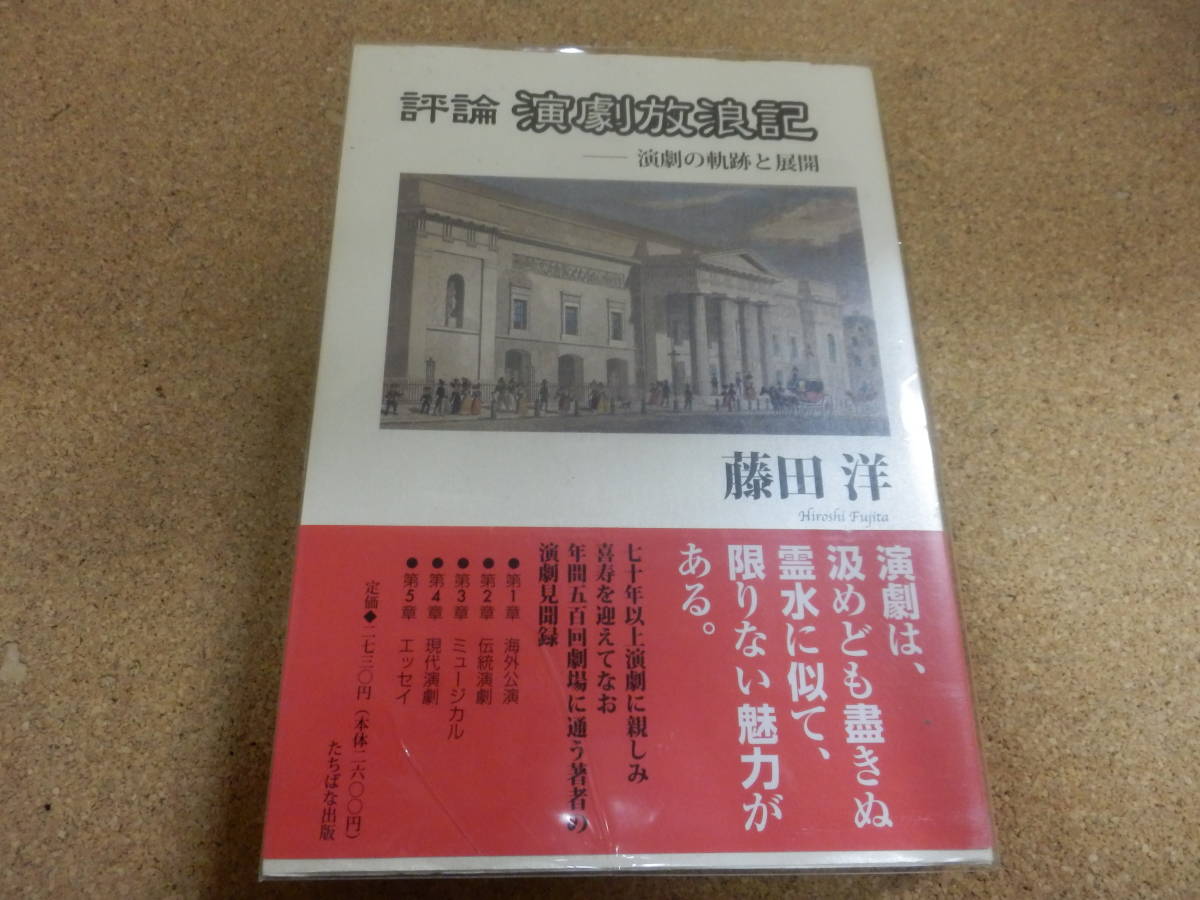 評論 演劇放浪記
── 演劇の軌跡と展開
藤田 洋
Hiroshi Fujita
演劇は、
汲めども盡きぬ
霊水に似て、
限りない魅力が
ある。
七十年以上演劇に親しみ
喜寿を迎えてなお
年間五百回劇場に通う著者の
演劇見聞録
●第1章 海外公演
●第2章 伝統演劇
●第3章 ミュージカル
●第4章 現代演劇
●第5章 エッセイ
定価◆二七三〇円（本体二六〇〇円）
たちばな出版